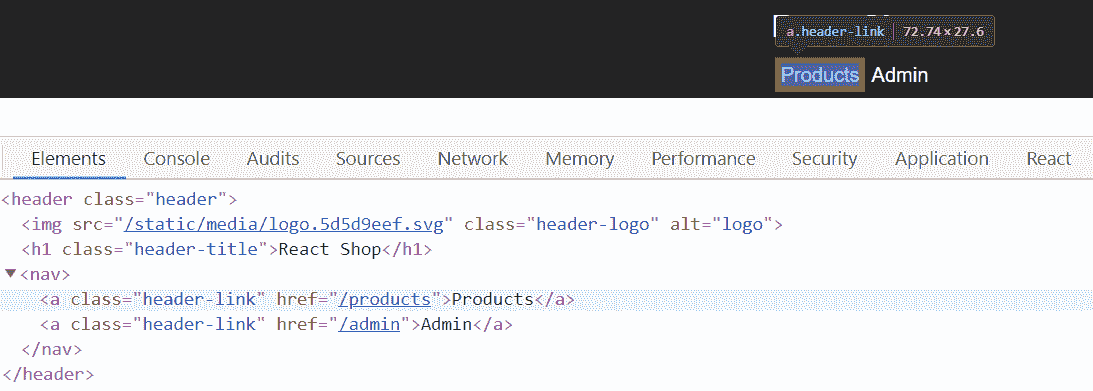 a.header-link 72.74×27.6
Products Admin
Elements Console Audits Sources Network Memory Performance Security Application React
<header class="header">
<img src="/static/media/logo.5d5d9eef.svg" class="header-logo" alt="logo">
<h1 class="header-title">React Shop</h1>
▼<nav>
<a class="header-link" href="/products">Products</a>
<a class="header-link" href="/admin">Admin</a>
</nav>
</header>